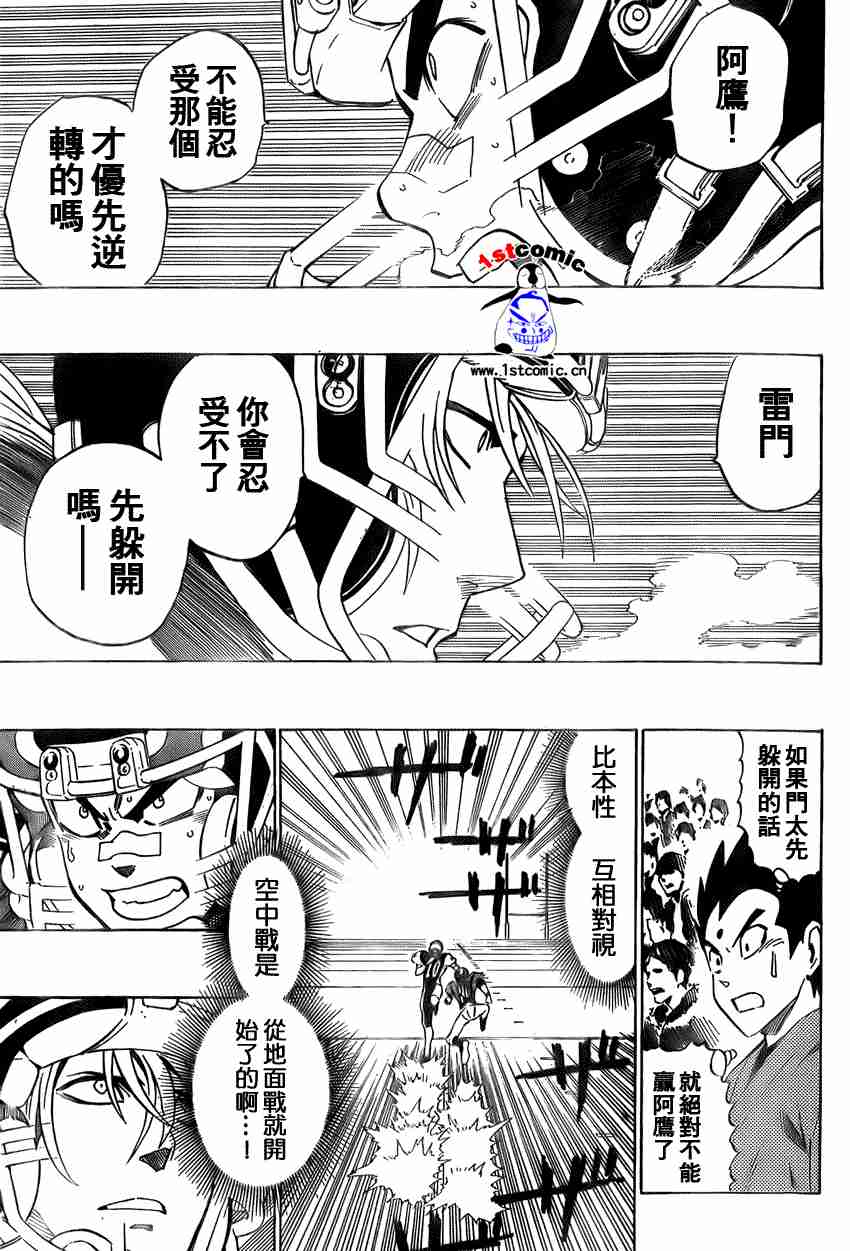 阿鷹！
不能忍
受那個
才優先逆
轉的嗎
1stcomic
www.1stcomic.cn
雷門
你會忍
受不了
先躲開
嗎——
如果門太先
躲開的話
就絕對不能
贏阿鷹了
比本性
互相對視
空中戰是
從地面戰就開
始了的啊…！